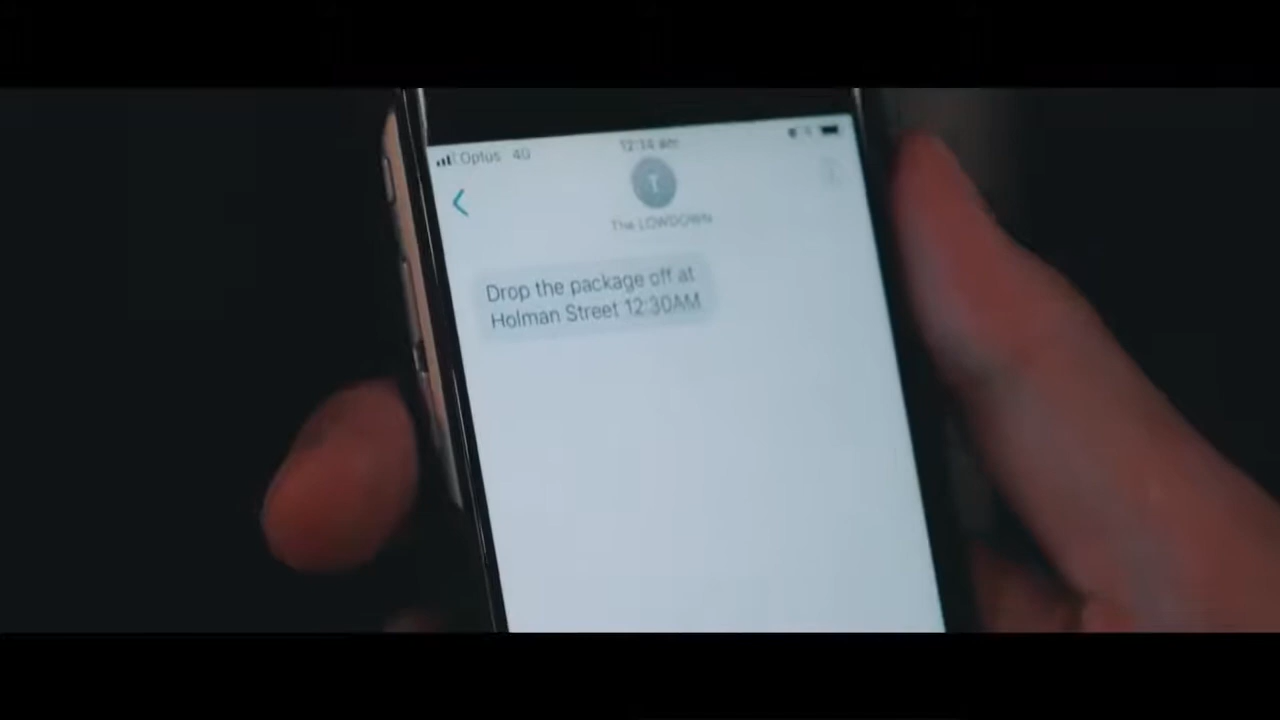 Optus 4G
12:14 am
T
The LOWDOWN
Drop the package off at
Holman Street 12:30AM